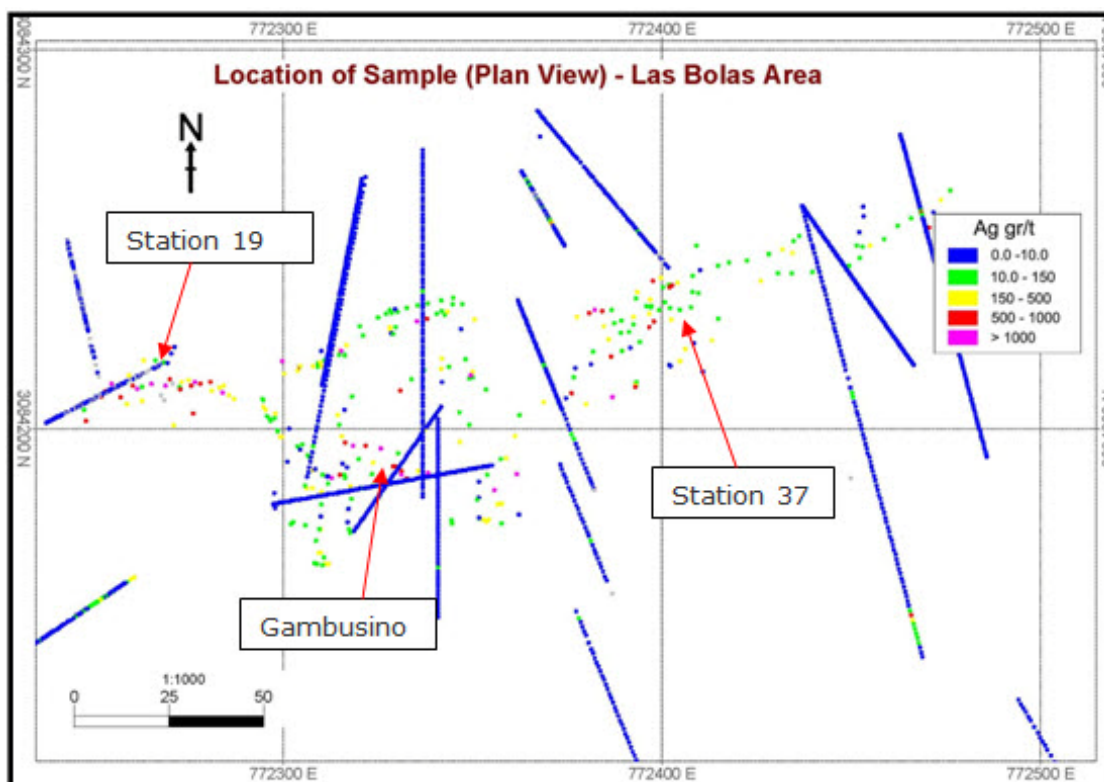 772300 E
772400 E
772500 E
3084300 N
Location of Sample (Plan View) - Las Bolas Area
N
Station 19
Ag gr/t
0.0 -10.0
10.0 - 150
150 - 500
500 - 1000
> 1000
3084200 N
Station 37
Gambusino
1:1000
0
25
50
772300 E
772400 E
772500 E